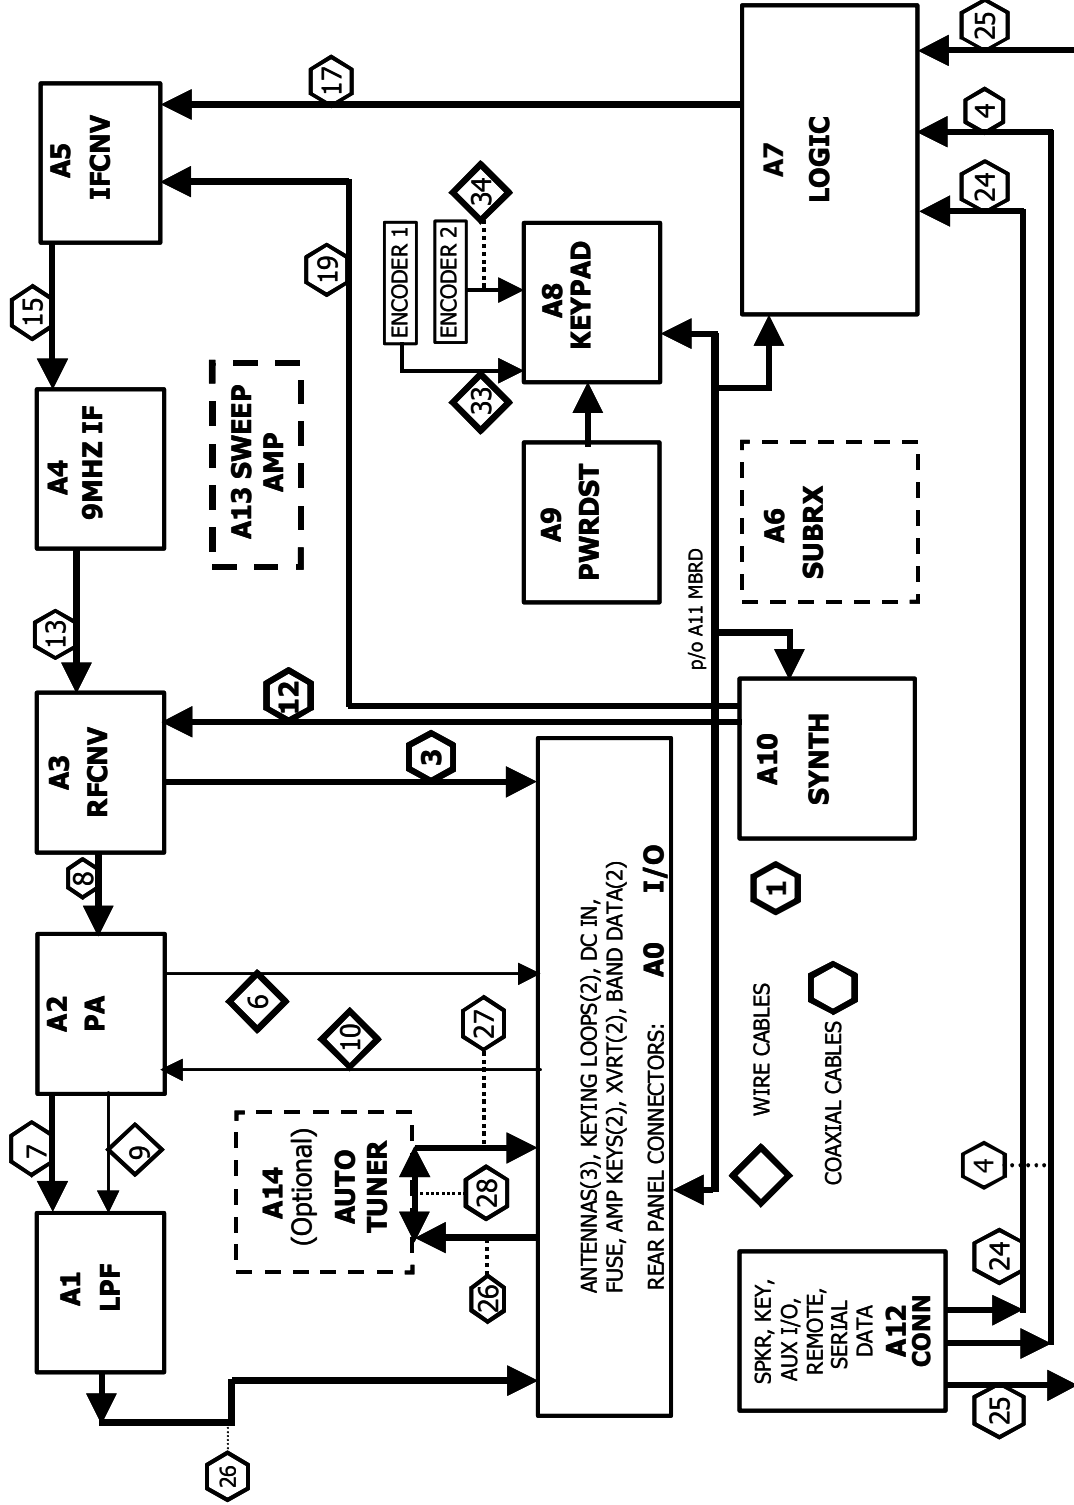 A1
LPF
7
9
A2
PA
8
A3
RFCNV
13
A4
9MHZ IF
15
A5
IFCNV
26
A14
(Optional)
AUTO
TUNER
26
28
27
10
6
3
12
A13 SWEEP
AMP
19
17
ENCODER 1
ENCODER 2
33
34
A8
KEYPAD
A9
PWRDST
ANTENNAS(3), KEYING LOOPS(2), DC IN,
FUSE, AMP KEYS(2), XVRT(2), BAND DATA(2)
REAR PANEL CONNECTORS: A0 I/O
p/o A11 MBRD
SPKR, KEY,
AUX I/O,
REMOTE,
SERIAL
DATA
A12
CONN
WIRE CABLES
COAXIAL CABLES
1
A10
SYNTH
A6
SUBRX
A7
LOGIC
25
24
4
24
4
25